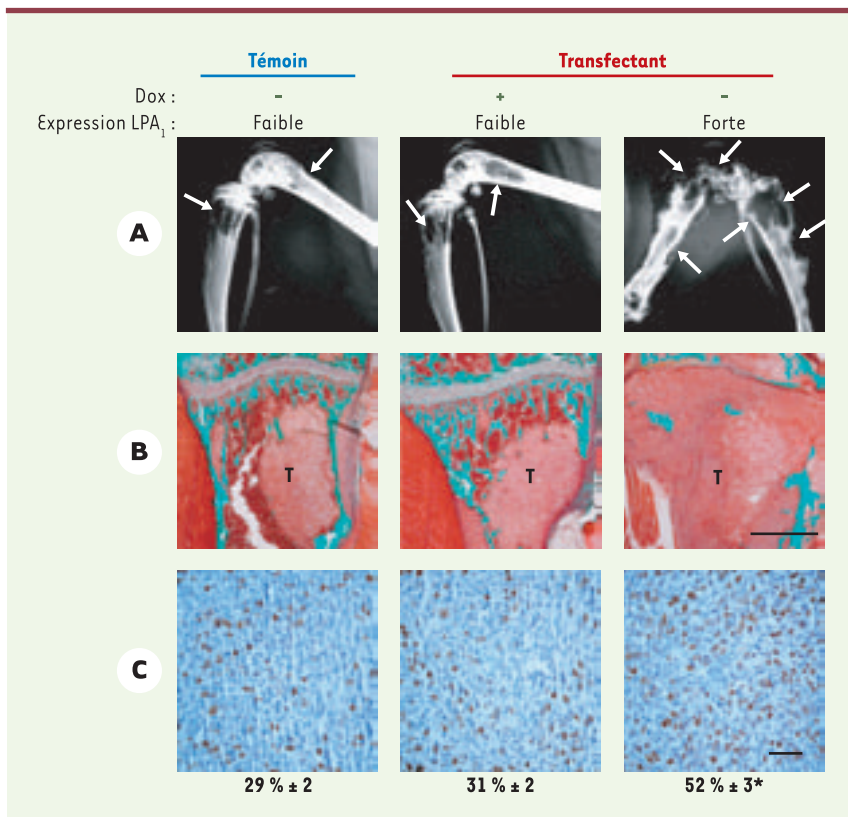 Témoin Transfectant
Dox : - + -
Expression LPA1 : Faible Faible Forte
A
B
T T T
C
29 % ± 2 31 % ± 2 52 % ± 3*